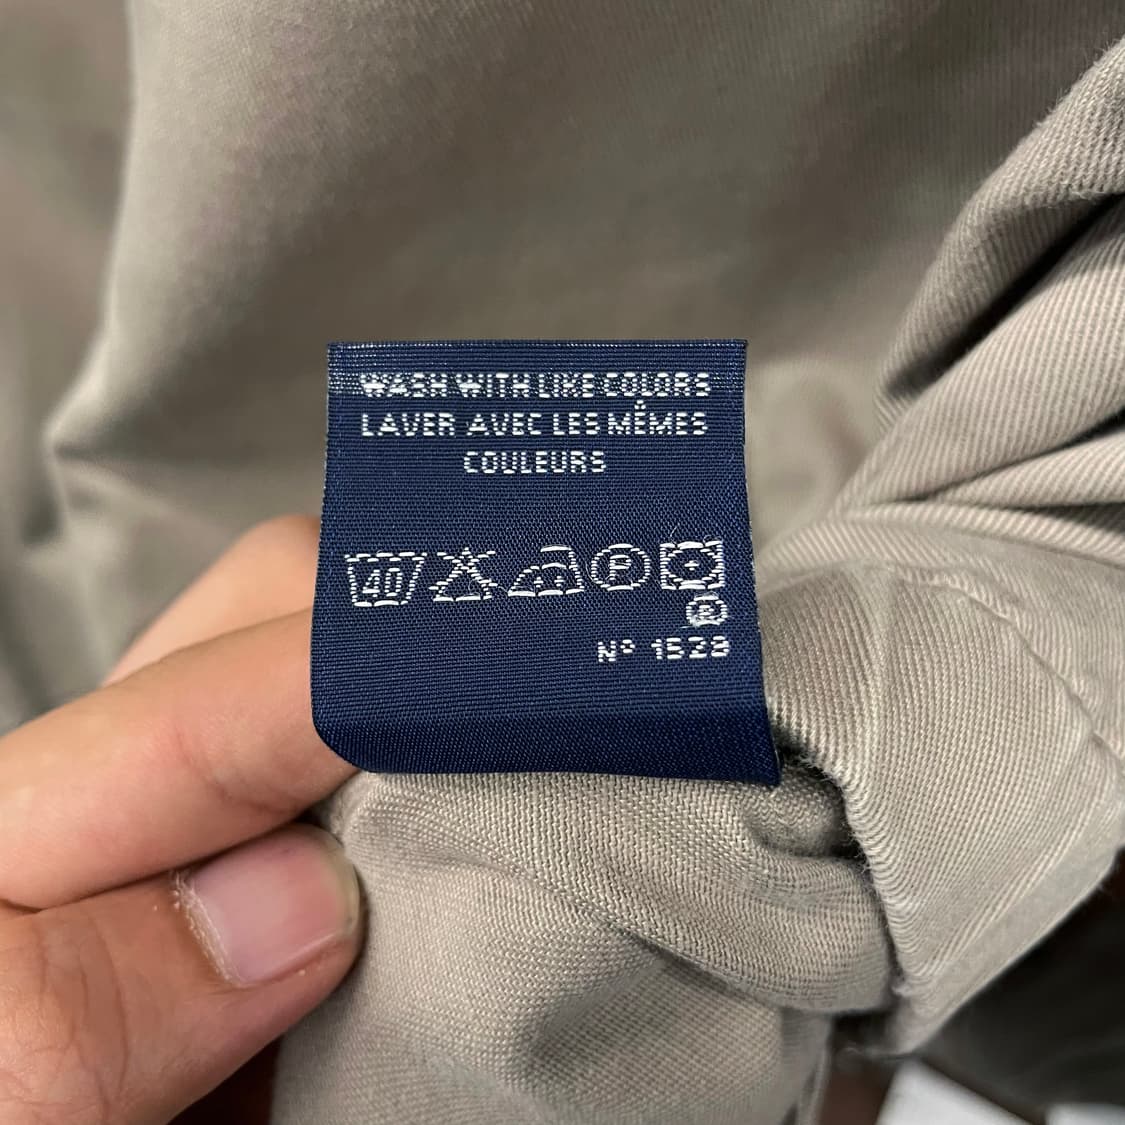 WASH WITH LIKE COLORS
LAVER AVEC LES MÊMES
COULEURS
40 P
®
Nº 1528